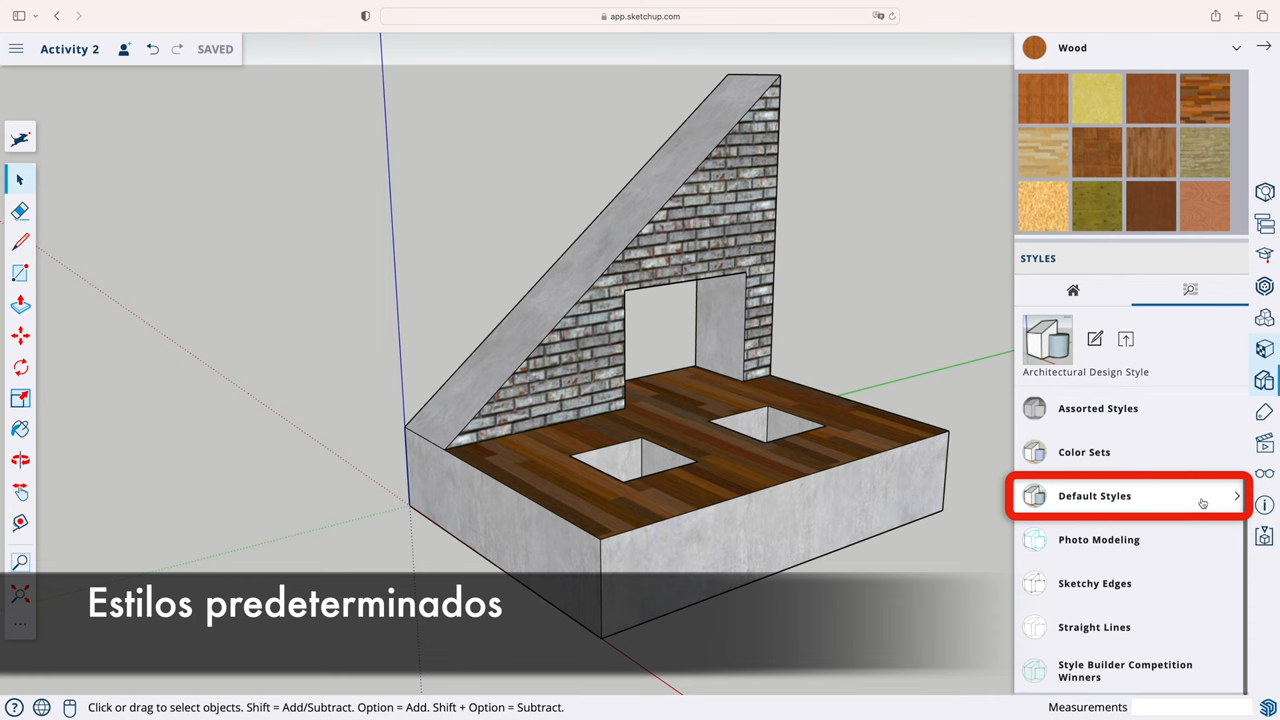 app.sketchup.com
Activity 2
SAVED
Wood
STYLES
Architectural Design Style
Assorted Styles
Color Sets
Default Styles
Photo Modeling
Sketchy Edges
Straight Lines
Style Builder Competition
Winners
Estilos predeterminados
Click or drag to select objects. Shift = Add/Subtract. Option = Add. Shift + Option = Subtract.
Measurements